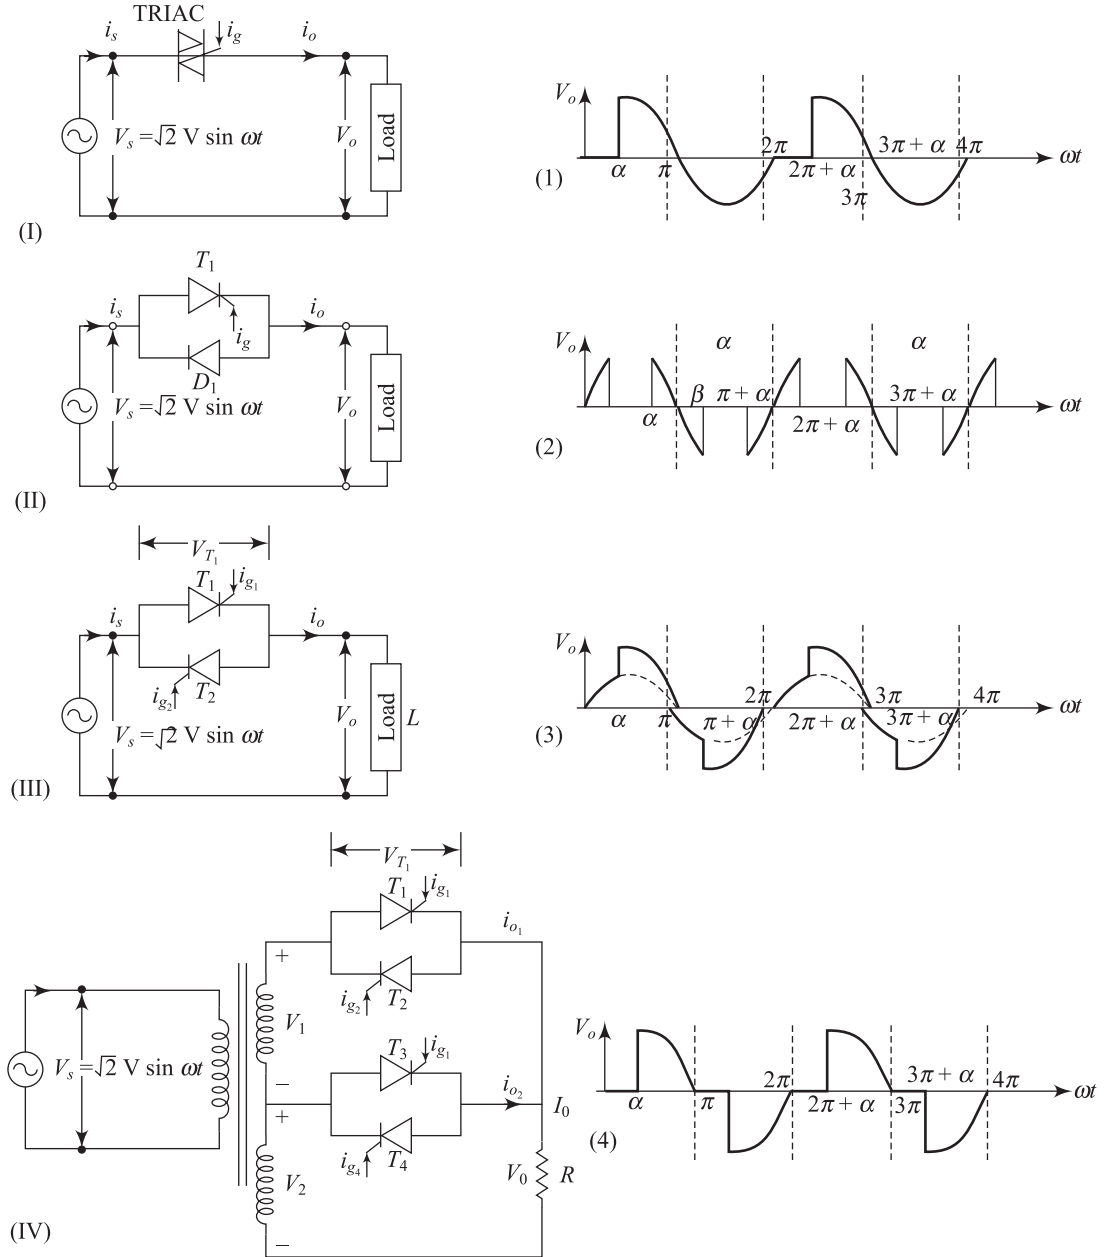 TRIAC
i_s
i_g
i_o
V_s = √2 V sin ωt
V_o
Load
(I)
V_o
α
π
2π
2π + α
3π
3π + α
4π
ωt
(1)
T_1
i_s
i_g
i_o
D_1
V_s = √2 V sin ωt
V_o
Load
(II)
V_o
α
α
α
β
π + α
2π + α
3π + α
ωt
(2)
V_T1
T_1
i_g1
i_s
i_o
i_g2
T_2
V_s = √2 V sin ωt
V_o
Load
L
(III)
V_o
α
π
π + α
2π
2π + α
3π
3π + α
4π
ωt
(3)
V_T1
T_1
i_g1
i_o1
+
i_g2
T_2
V_1
V_s = √2 V sin ωt
T_3
i_g1
−
i_o2
+
I_0
i_g4
T_4
V_2
V_0
R
−
(IV)
V_o
α
π
2π
2π + α
3π
3π + α
4π
ωt
(4)